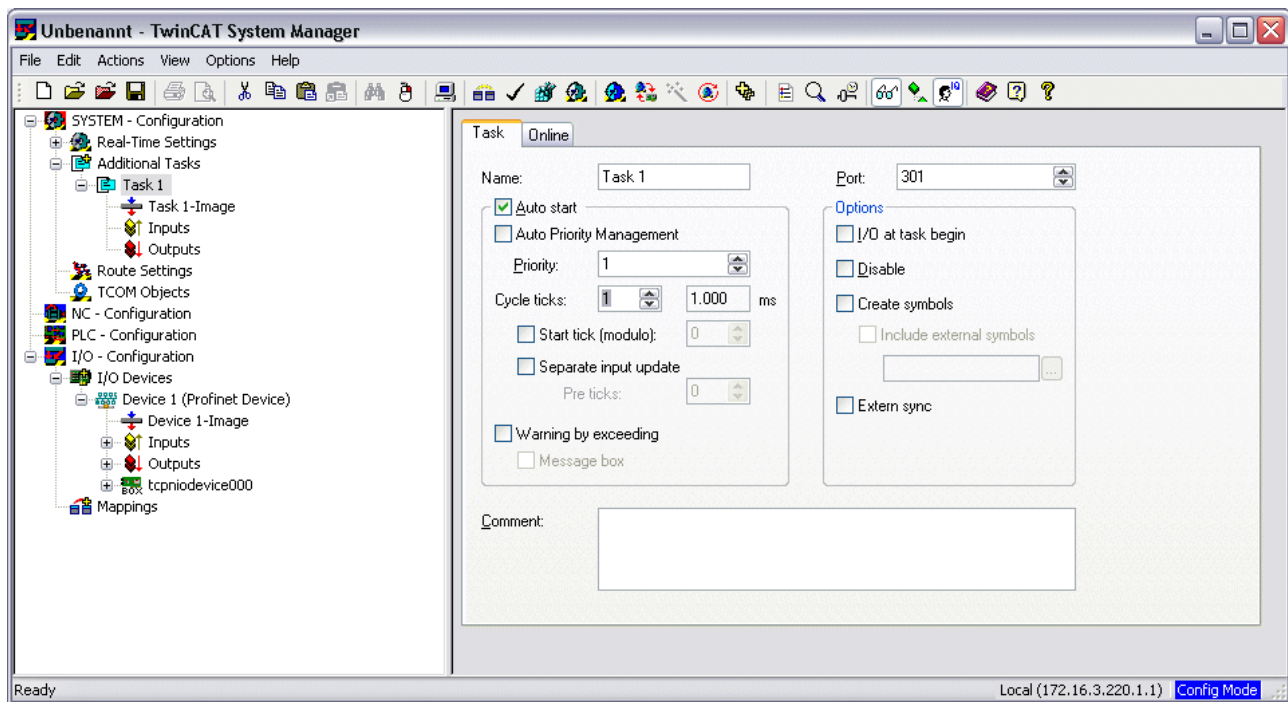 Unbenannt - TwinCAT System Manager
File Edit Actions View Options Help
SYSTEM - Configuration
Real-Time Settings
Additional Tasks
Task 1
Task 1-Image
Inputs
Outputs
Route Settings
TCOM Objects
NC - Configuration
PLC - Configuration
I/O - Configuration
I/O Devices
Device 1 (Profinet Device)
Device 1-Image
Inputs
Outputs
tcpniodevice000
Mappings
Task Online
Name: Task 1
Auto start
Auto Priority Management
Priority: 1
Cycle ticks: 1 1.000 ms
Start tick (modulo): 0
Separate input update
Pre ticks: 0
Warning by exceeding
Message box
Port: 301
Options
I/O at task begin
Disable
Create symbols
Include external symbols
...
Extern sync
Comment:
Ready Local (172.16.3.220.1.1) Config Mode